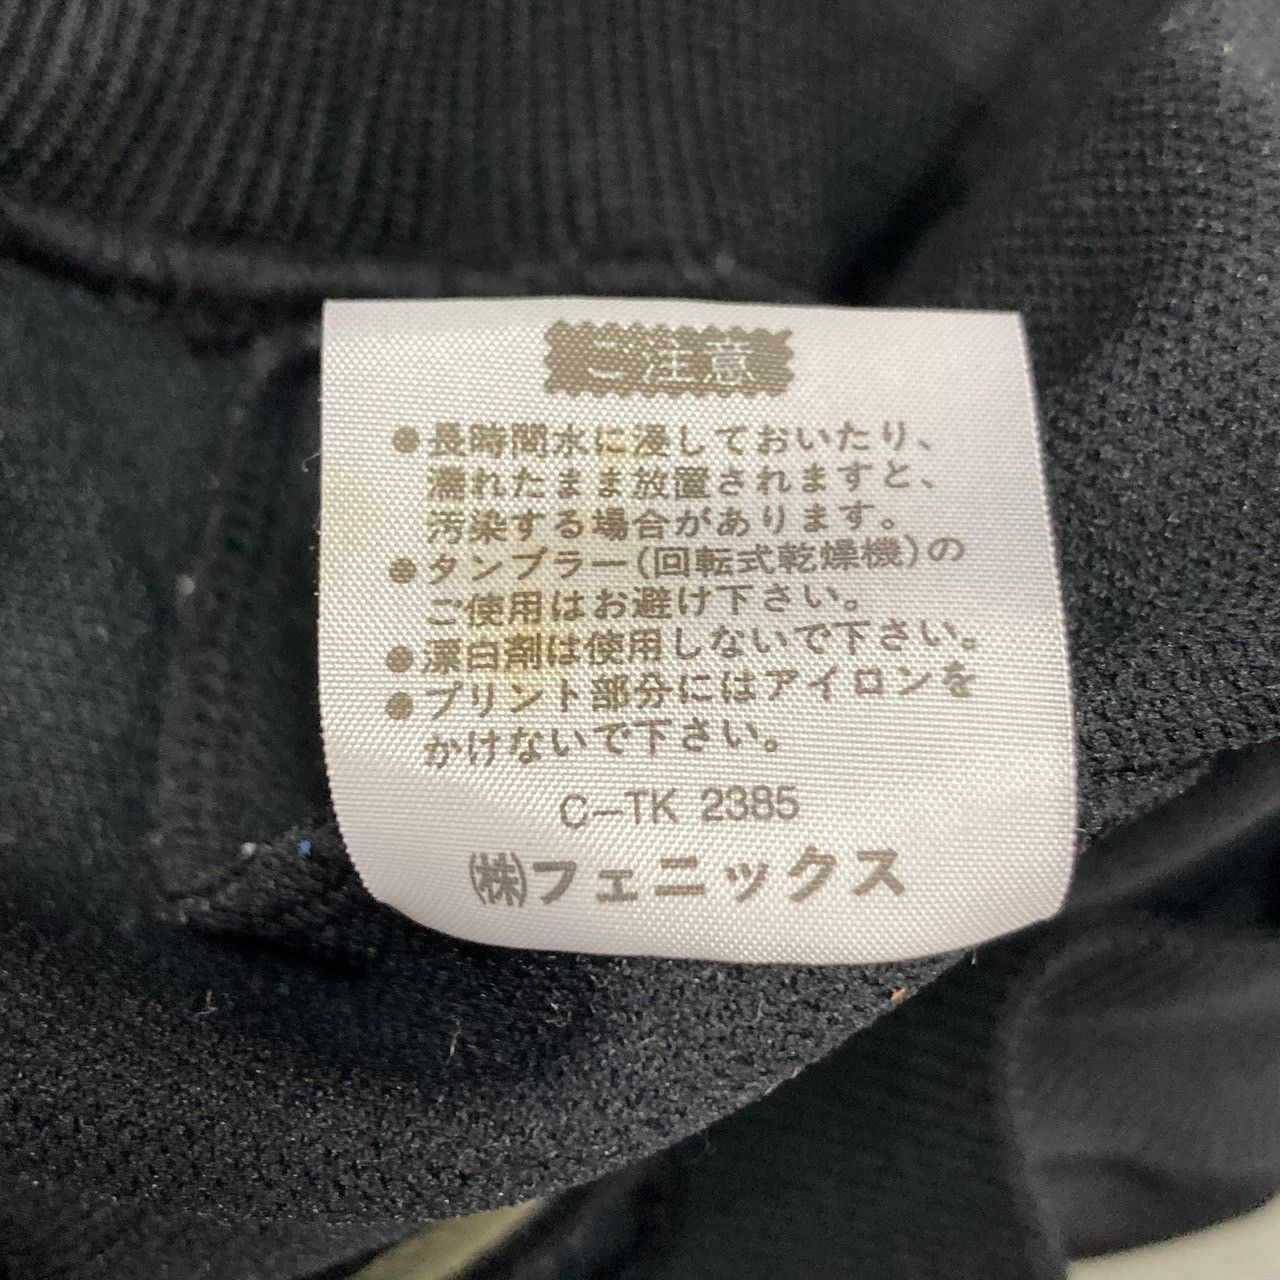 ご注意
●長時間水に浸しておいたり、
濡れたまま放置されますと、
汚染する場合があります。
●タンブラー(回転式乾燥機)の
ご使用はお避け下さい。
●漂白剤は使用しないで下さい。
●プリント部分にはアイロンを
かけないで下さい。
C-TK 2385
㈱フェニックス